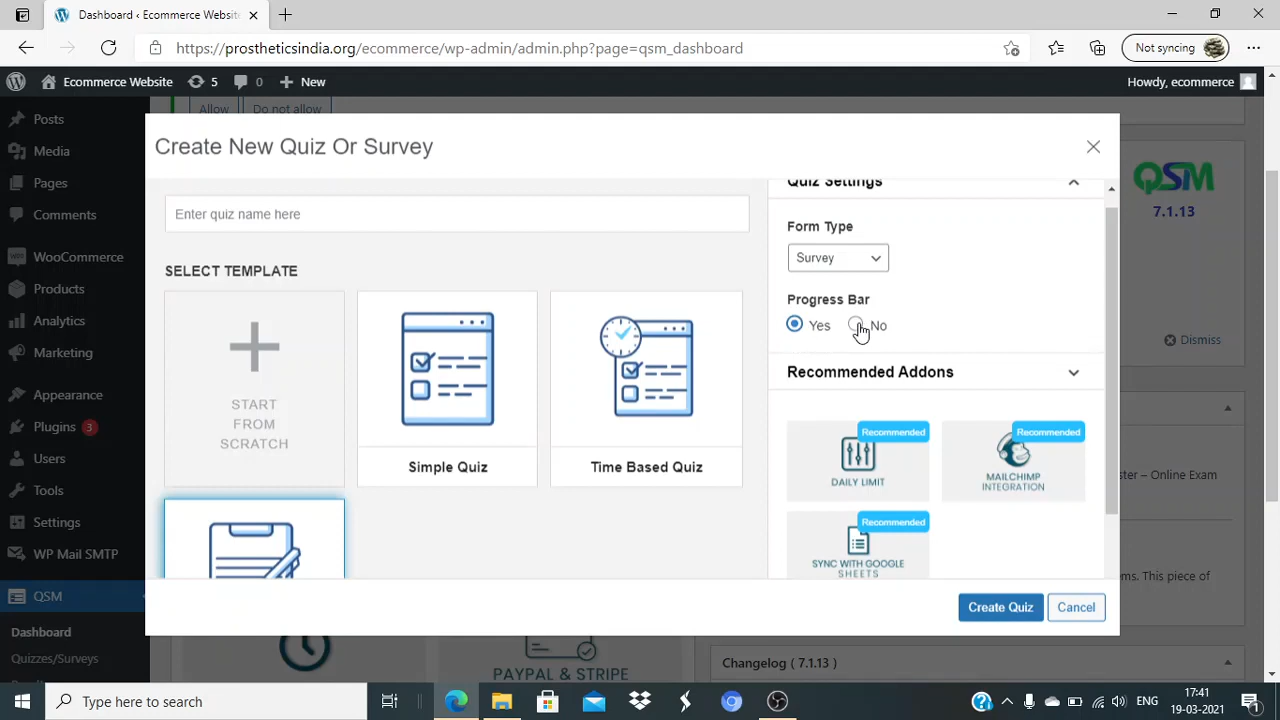 Dashboard ‹ Ecommerce Website
https://prostheticsindia.org/ecommerce/wp-admin/admin.php?page=qsm_dashboard
Not syncing
Ecommerce Website
5
0
New
Howdy, ecommerce
Allow
Do not allow
Posts
Media
Pages
Comments
WooCommerce
Products
Analytics
Marketing
Appearance
Plugins 3
Users
Tools
Settings
WP Mail SMTP
QSM
Dashboard
Quizzes/Surveys
Create New Quiz Or Survey
Enter quiz name here
SELECT TEMPLATE
START
FROM
SCRATCH
Simple Quiz
Time Based Quiz
Quiz Settings
Form Type
Survey
Progress Bar
Yes
No
Recommended Addons
Recommended
DAILY LIMIT
Recommended
MAILCHIMP
INTEGRATION
Recommended
SYNC WITH GOOGLE
SHEETS
Create Quiz
Cancel
QSM
7.1.13
Dismiss
ster – Online Exam
ems. This piece of
PAYPAL & STRIPE
Changelog ( 7.1.13 )
Type here to search
ENG
17:41
19-03-2021
1